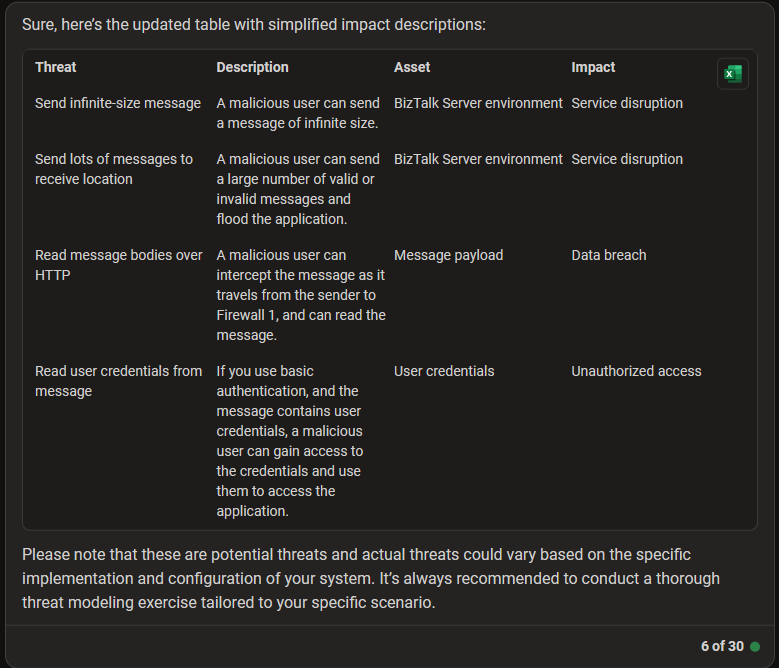 Sure, here’s the updated table with simplified impact descriptions:
Threat Description Asset Impact
Send infinite-size message A malicious user can send BizTalk Server environment Service disruption
a message of infinite size.
Send lots of messages to A malicious user can send BizTalk Server environment Service disruption
receive location a large number of valid or
invalid messages and
flood the application.
Read message bodies over A malicious user can Message payload Data breach
HTTP intercept the message as it
travels from the sender to
Firewall 1, and can read the
message.
Read user credentials from If you use basic User credentials Unauthorized access
message authentication, and the
message contains user
credentials, a malicious
user can gain access to
the credentials and use
them to access the
application.
Please note that these are potential threats and actual threats could vary based on the specific
implementation and configuration of your system. It’s always recommended to conduct a thorough
threat modeling exercise tailored to your specific scenario.
6 of 30